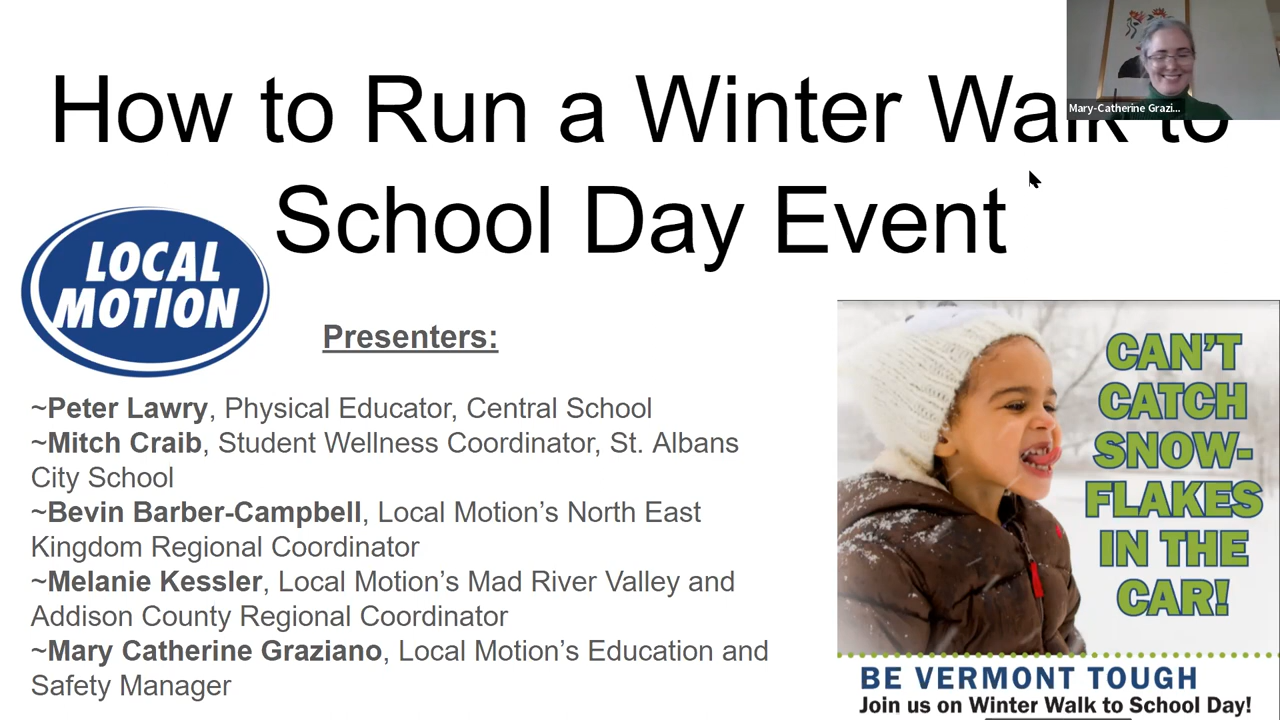 How to Run a Winter Walk to
School Day Event
Mary-Catherine Grazi...
LOCAL
MOTION
Presenters:
~Peter Lawry, Physical Educator, Central School
~Mitch Craib, Student Wellness Coordinator, St. Albans
City School
~Bevin Barber-Campbell, Local Motion’s North East
Kingdom Regional Coordinator
~Melanie Kessler, Local Motion’s Mad River Valley and
Addison County Regional Coordinator
~Mary Catherine Graziano, Local Motion’s Education and
Safety Manager
CAN’T
CATCH
SNOW-
FLAKES
IN THE
CAR!
BE VERMONT TOUGH
Join us on Winter Walk to School Day!